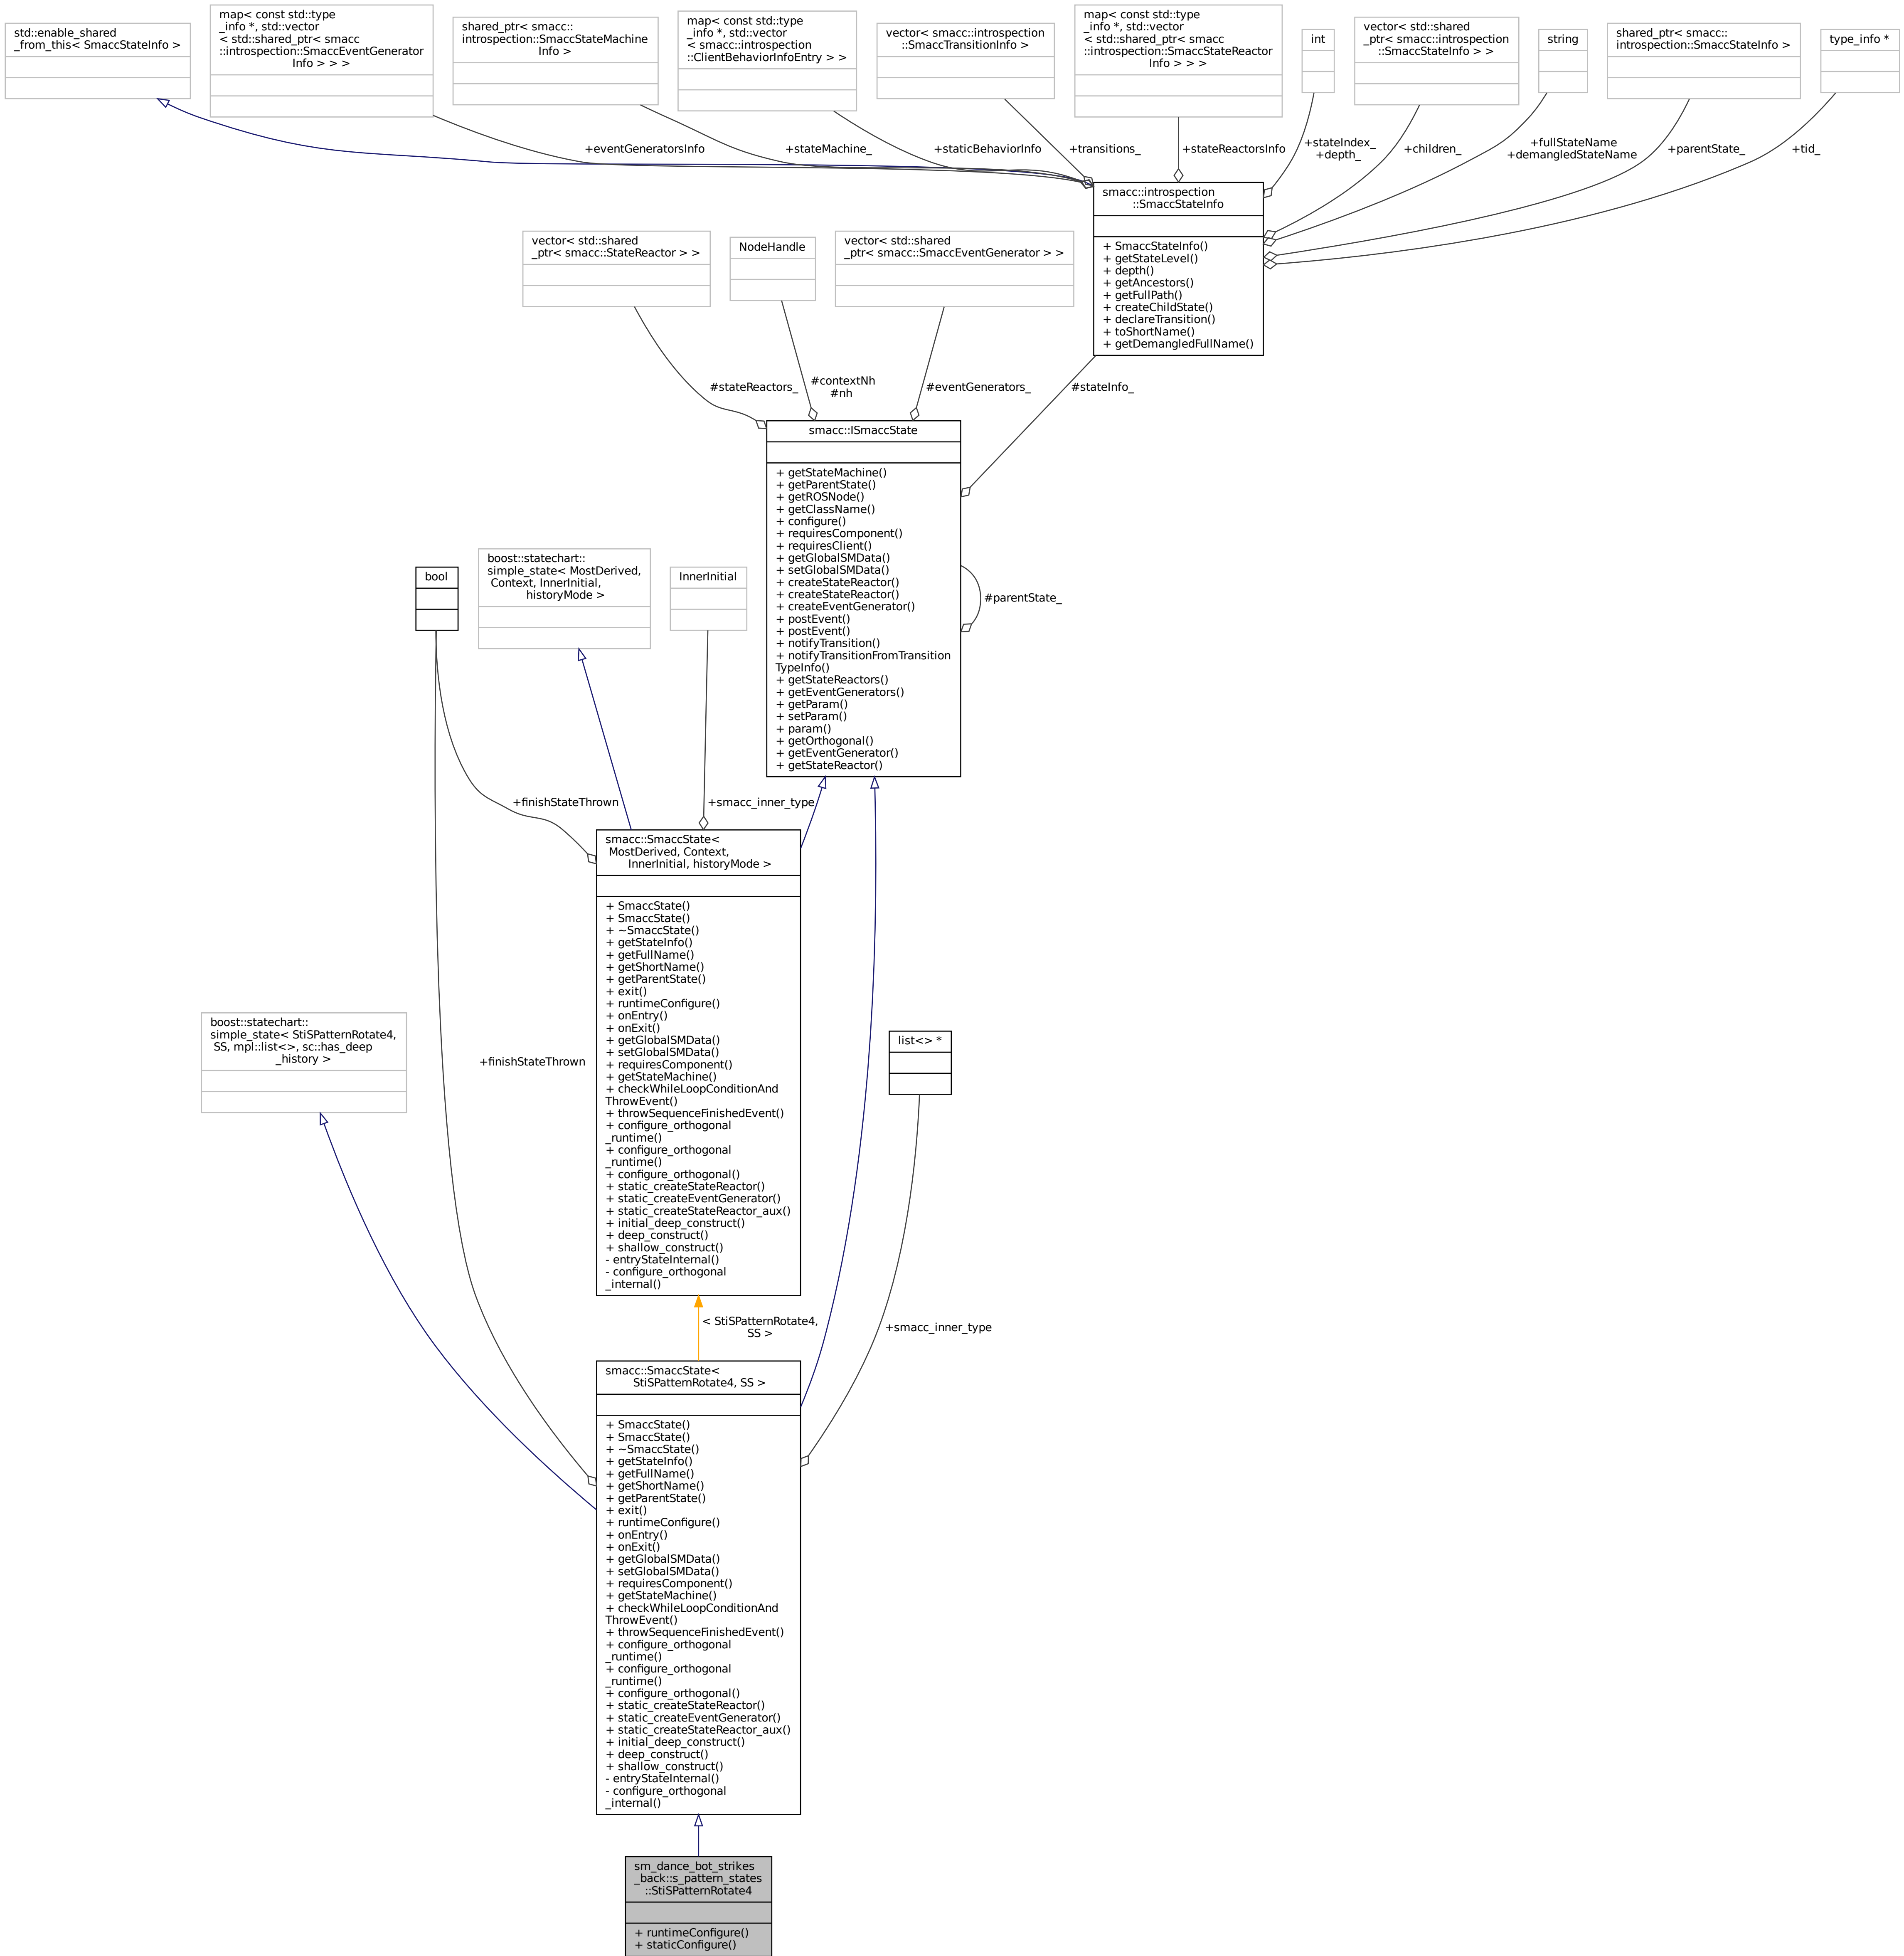 std::enable_shared
_from_this< SmaccStateInfo >
map< const std::type
_info *, std::vector
< std::shared_ptr< smacc
::introspection::SmaccEventGenerator
Info > > >
shared_ptr< smacc::
introspection::SmaccStateMachine
Info >
map< const std::type
_info *, std::vector
< smacc::introspection
::ClientBehaviorInfoEntry > >
vector< smacc::introspection
::SmaccTransitionInfo >
map< const std::type
_info *, std::vector
< std::shared_ptr< smacc
::introspection::SmaccStateReactor
Info > > >
int
vector< std::shared
_ptr< smacc::introspection
::SmaccStateInfo > >
string
shared_ptr< smacc::
introspection::SmaccStateInfo >
type_info *
+eventGeneratorsInfo
+stateMachine_
+staticBehaviorInfo
+transitions_
+stateReactorsInfo
+stateIndex_
+depth_
+children_
+fullStateName
+demangledStateName
+parentState_
+tid_
smacc::introspection
::SmaccStateInfo
+ SmaccStateInfo()
+ getStateLevel()
+ depth()
+ getAncestors()
+ getFullPath()
+ createChildState()
+ declareTransition()
+ toShortName()
+ getDemangledFullName()
vector< std::shared
_ptr< smacc::StateReactor > >
NodeHandle
vector< std::shared
_ptr< smacc::SmaccEventGenerator > >
#stateReactors_
#contextNh
#nh
#eventGenerators_
#stateInfo_
smacc::ISmaccState
+ getStateMachine()
+ getParentState()
+ getROSNode()
+ getClassName()
+ configure()
+ requiresComponent()
+ requiresClient()
+ getGlobalSMData()
+ setGlobalSMData()
+ createStateReactor()
+ createStateReactor()
+ createEventGenerator()
+ postEvent()
+ postEvent()
+ notifyTransition()
+ notifyTransitionFromTransition
TypeInfo()
+ getStateReactors()
+ getEventGenerators()
+ getParam()
+ setParam()
+ param()
+ getOrthogonal()
+ getEventGenerator()
+ getStateReactor()
#parentState_
bool
boost::statechart::
simple_state< MostDerived,
Context, InnerInitial,
historyMode >
InnerInitial
+finishStateThrown
+smacc_inner_type
smacc::SmaccState<
MostDerived, Context,
InnerInitial, historyMode >
+ SmaccState()
+ SmaccState()
+ ~SmaccState()
+ getStateInfo()
+ getFullName()
+ getShortName()
+ getParentState()
+ exit()
+ runtimeConfigure()
+ onEntry()
+ onExit()
+ getGlobalSMData()
+ setGlobalSMData()
+ requiresComponent()
+ getStateMachine()
+ checkWhileLoopConditionAnd
ThrowEvent()
+ throwSequenceFinishedEvent()
+ configure_orthogonal
_runtime()
+ configure_orthogonal
_runtime()
+ configure_orthogonal()
+ static_createStateReactor()
+ static_createEventGenerator()
+ static_createStateReactor_aux()
+ initial_deep_construct()
+ deep_construct()
+ shallow_construct()
- entryStateInternal()
- configure_orthogonal
_internal()
boost::statechart::
simple_state< StiSPatternRotate4,
SS, mpl::list<>, sc::has_deep
_history >
+finishStateThrown
list<> *
< StiSPatternRotate4,
SS >
+smacc_inner_type
smacc::SmaccState<
StiSPatternRotate4, SS >
+ SmaccState()
+ SmaccState()
+ ~SmaccState()
+ getStateInfo()
+ getFullName()
+ getShortName()
+ getParentState()
+ exit()
+ runtimeConfigure()
+ onEntry()
+ onExit()
+ getGlobalSMData()
+ setGlobalSMData()
+ requiresComponent()
+ getStateMachine()
+ checkWhileLoopConditionAnd
ThrowEvent()
+ throwSequenceFinishedEvent()
+ configure_orthogonal
_runtime()
+ configure_orthogonal
_runtime()
+ configure_orthogonal()
+ static_createStateReactor()
+ static_createEventGenerator()
+ static_createStateReactor_aux()
+ initial_deep_construct()
+ deep_construct()
+ shallow_construct()
- entryStateInternal()
- configure_orthogonal
_internal()
sm_dance_bot_strikes
_back::s_pattern_states
::StiSPatternRotate4
+ runtimeConfigure()
+ staticConfigure()